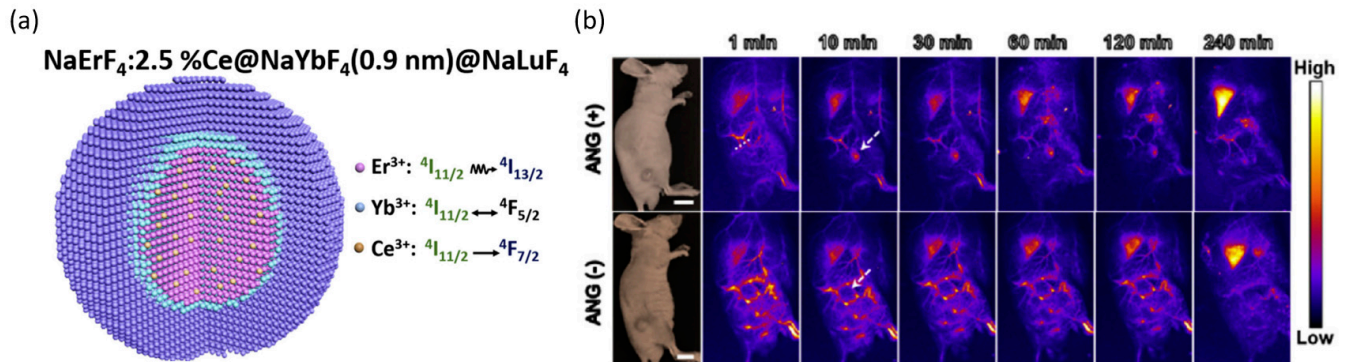 (a)
NaErF₄:2.5 %Ce@NaYbF₄(0.9 nm)@NaLuF₄
Er³⁺: ⁴I₁₁/₂ ⁴I₁₃/₂
Yb³⁺: ⁴I₁₁/₂ ↔ ⁴F₅/₂
Ce³⁺: ⁴I₁₁/₂ → ⁴F₇/₂
(b)
1 min 10 min 30 min 60 min 120 min 240 min
ANG (+)
ANG (-)
High
Low